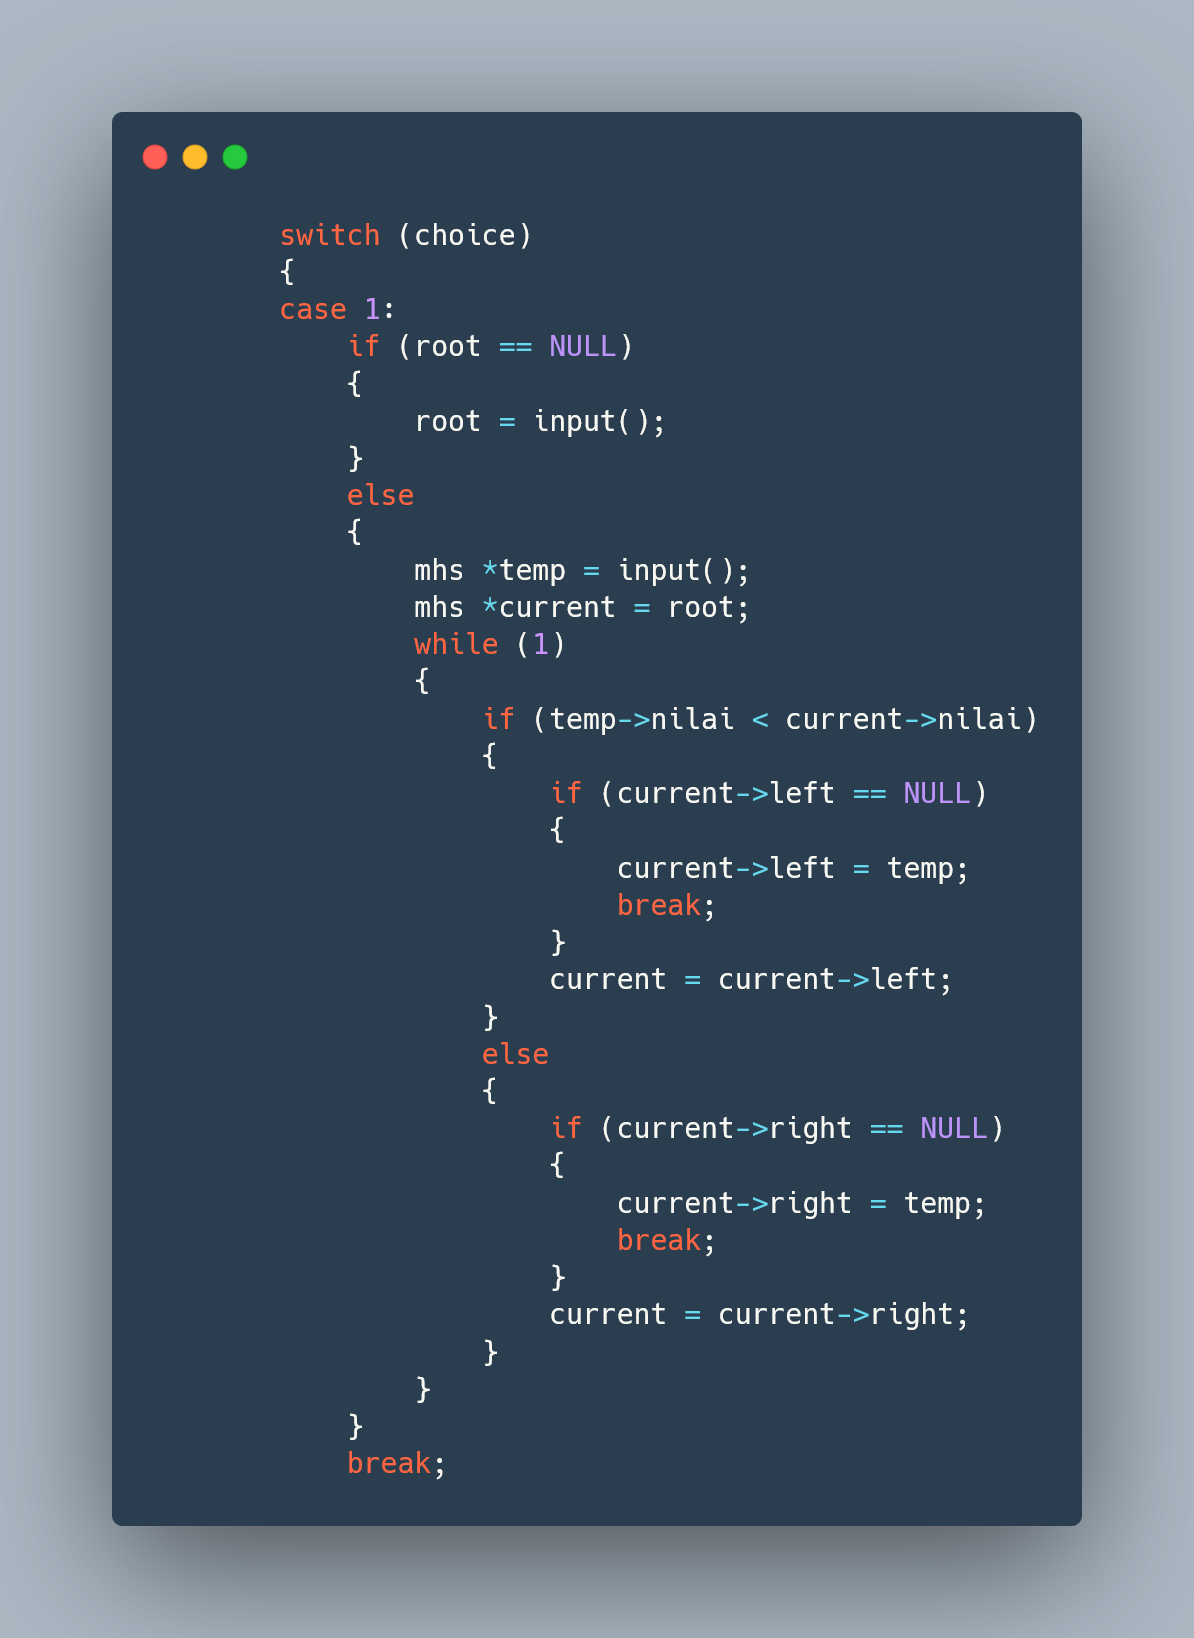 switch (choice)
{
case 1:
    if (root == NULL)
    {
        root = input();
    }
    else
    {
        mhs *temp = input();
        mhs *current = root;
        while (1)
        {
            if (temp->nilai < current->nilai)
            {
                if (current->left == NULL)
                {
                    current->left = temp;
                    break;
                }
                current = current->left;
            }
            else
            {
                if (current->right == NULL)
                {
                    current->right = temp;
                    break;
                }
                current = current->right;
            }
        }
    }
    break;